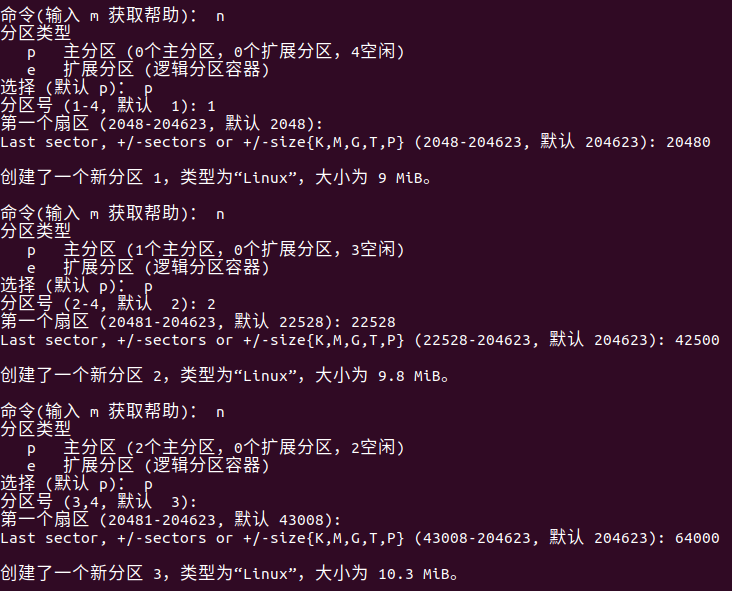 命令(输入 m 获取帮助)： n
分区类型
p 主分区 (0个主分区，0个扩展分区，4空闲)
e 扩展分区 (逻辑分区容器)
选择 (默认 p)： p
分区号 (1-4, 默认  1): 1
第一个扇区 (2048-204623, 默认 2048):
Last sector, +/-sectors or +/-size{K,M,G,T,P} (2048-204623, 默认 204623): 20480
创建了一个新分区 1，类型为“Linux”，大小为 9 MiB。
命令(输入 m 获取帮助)： n
分区类型
p 主分区 (1个主分区，0个扩展分区，3空闲)
e 扩展分区 (逻辑分区容器)
选择 (默认 p)： p
分区号 (2-4, 默认  2): 2
第一个扇区 (20481-204623, 默认 22528): 22528
Last sector, +/-sectors or +/-size{K,M,G,T,P} (22528-204623, 默认 204623): 42500
创建了一个新分区 2，类型为“Linux”，大小为 9.8 MiB。
命令(输入 m 获取帮助)： n
分区类型
p 主分区 (2个主分区，0个扩展分区，2空闲)
e 扩展分区 (逻辑分区容器)
选择 (默认 p)： p
分区号 (3,4, 默认  3):
第一个扇区 (20481-204623, 默认 43008):
Last sector, +/-sectors or +/-size{K,M,G,T,P} (43008-204623, 默认 204623): 64000
创建了一个新分区 3，类型为“Linux”，大小为 10.3 MiB。